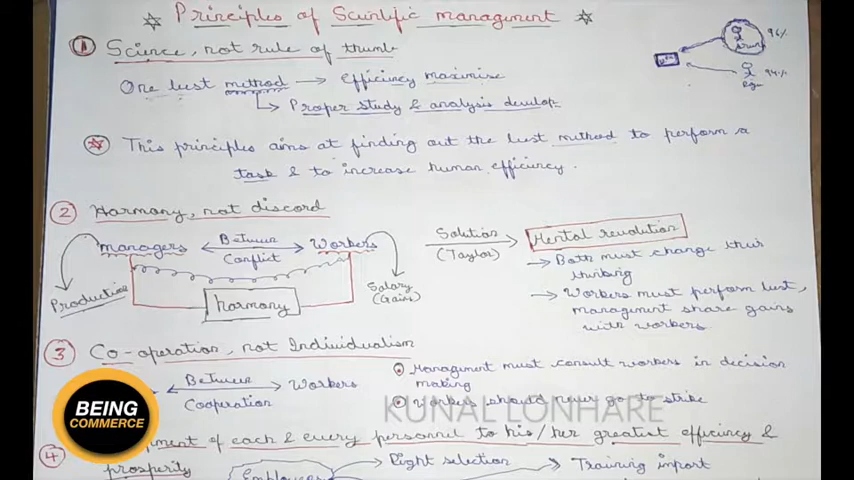 Principles of Scintific management
① Science, not rule of thumb
One best method → efficiency maximise
Proper study & analysis develop
96%
94%
This principles aims at finding out the best method to perform a
task & to increase human efficiency.
② Harmony, not discord
managers Between Workers
Conflict
Production
harmony
Salary
(Gain)
Solution
(Taylor)
Mental revolution
→ Both must change their
thinking
→ Workers must perform best,
management share gains
with workers
③ Co-operation, not Individualism
Between Workers
Cooperation
Management must consult workers in decision
making
Workers should never go to strike
KUNAL LONHARE
BEING
COMMERCE
④ pment of each & every personnel to his/her greatest efficiency &
prosperity
Employees
Right selection
Training impart